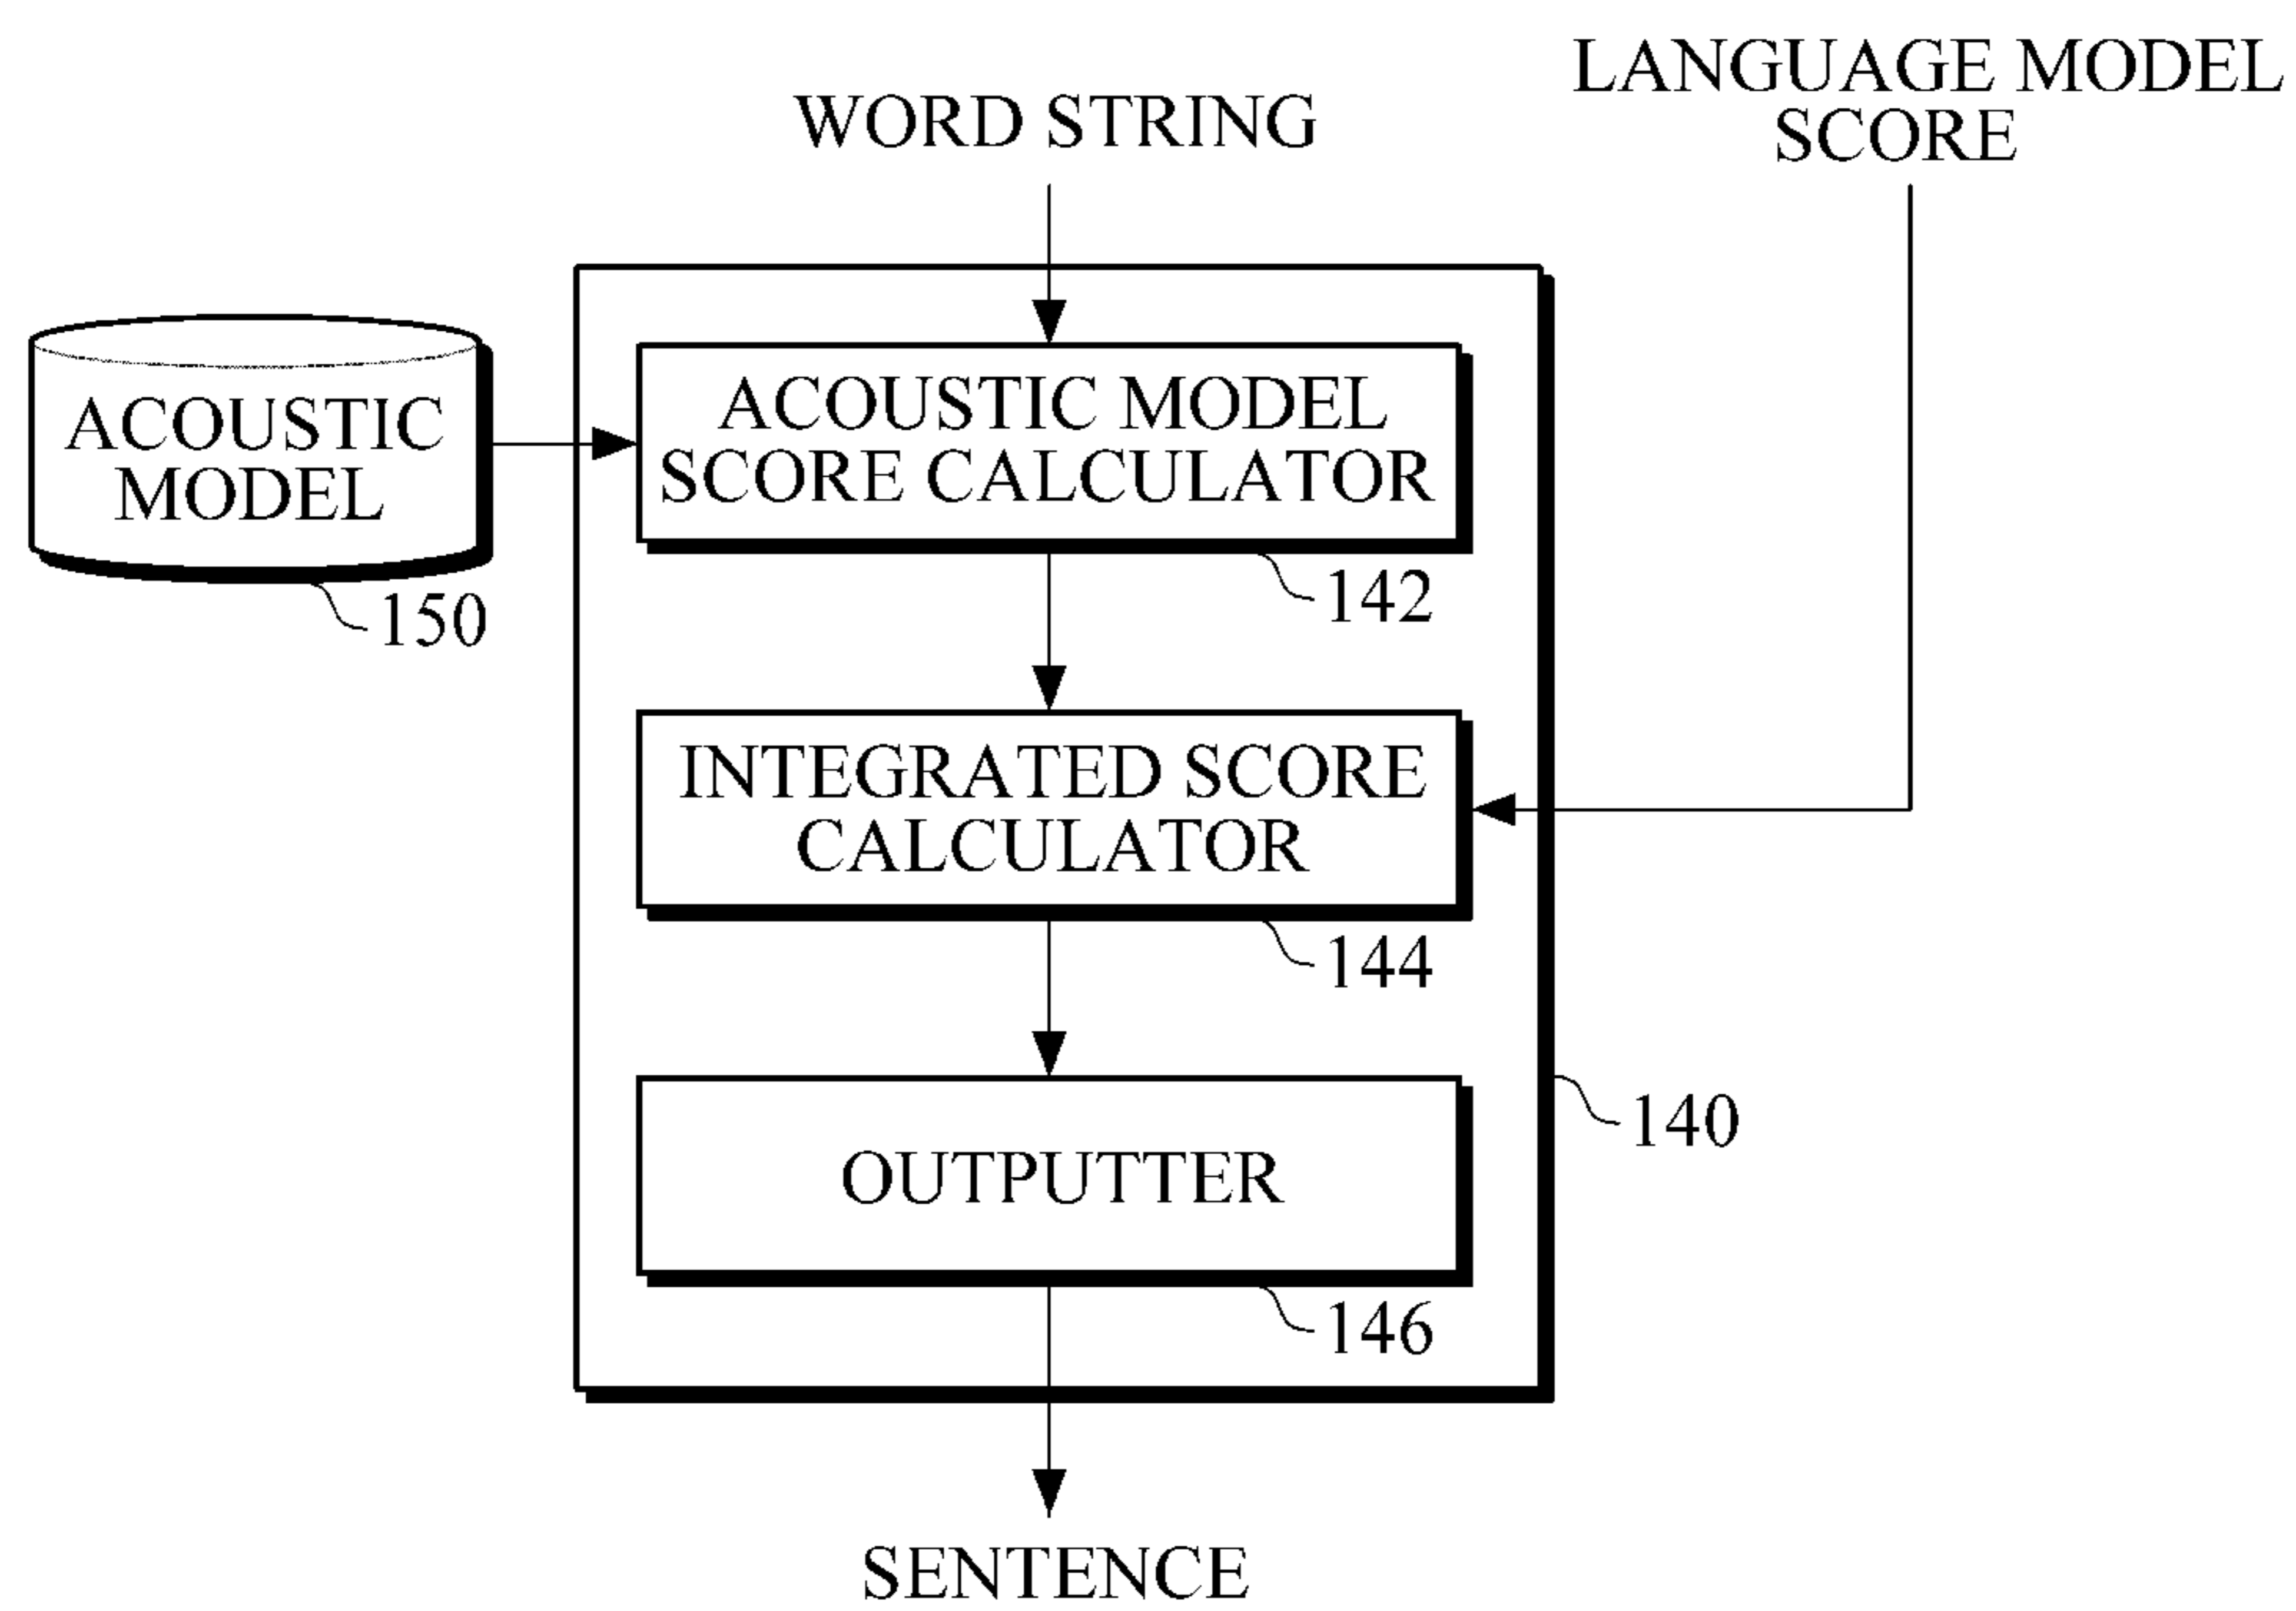 LANGUAGE MODEL
SCORE
WORD STRING
ACOUSTIC
MODEL
150
ACOUSTIC MODEL
SCORE CALCULATOR
142
INTEGRATED SCORE
CALCULATOR
144
OUTPUTTER
146
140
SENTENCE